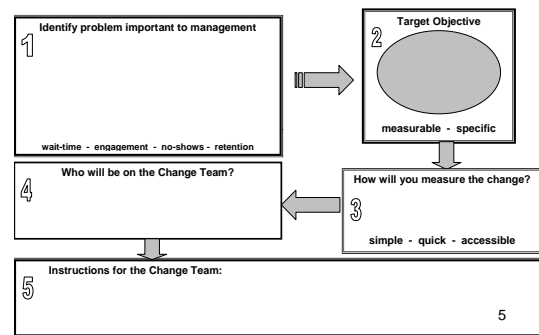 Identify problem important to management
1
wait-time - engagement - no-shows - retention
Target Objective
2
measurable - specific
How will you measure the change?
3
simple - quick - accessible
Who will be on the Change Team?
4
Instructions for the Change Team:
5
5